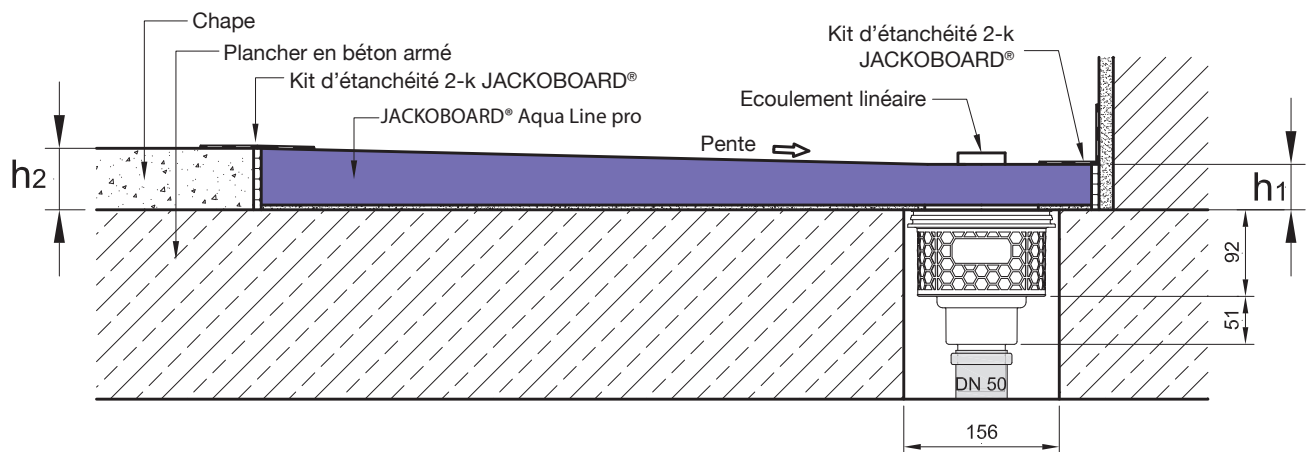 Chape
Plancher en béton armé
Kit d'étanchéité 2-k JACKOBOARD®
JACKOBOARD® Aqua Line pro
Pente
Ecoulement linéaire
Kit d'étanchéité 2-k
JACKOBOARD®
h2
h1
92
51
DN 50
156